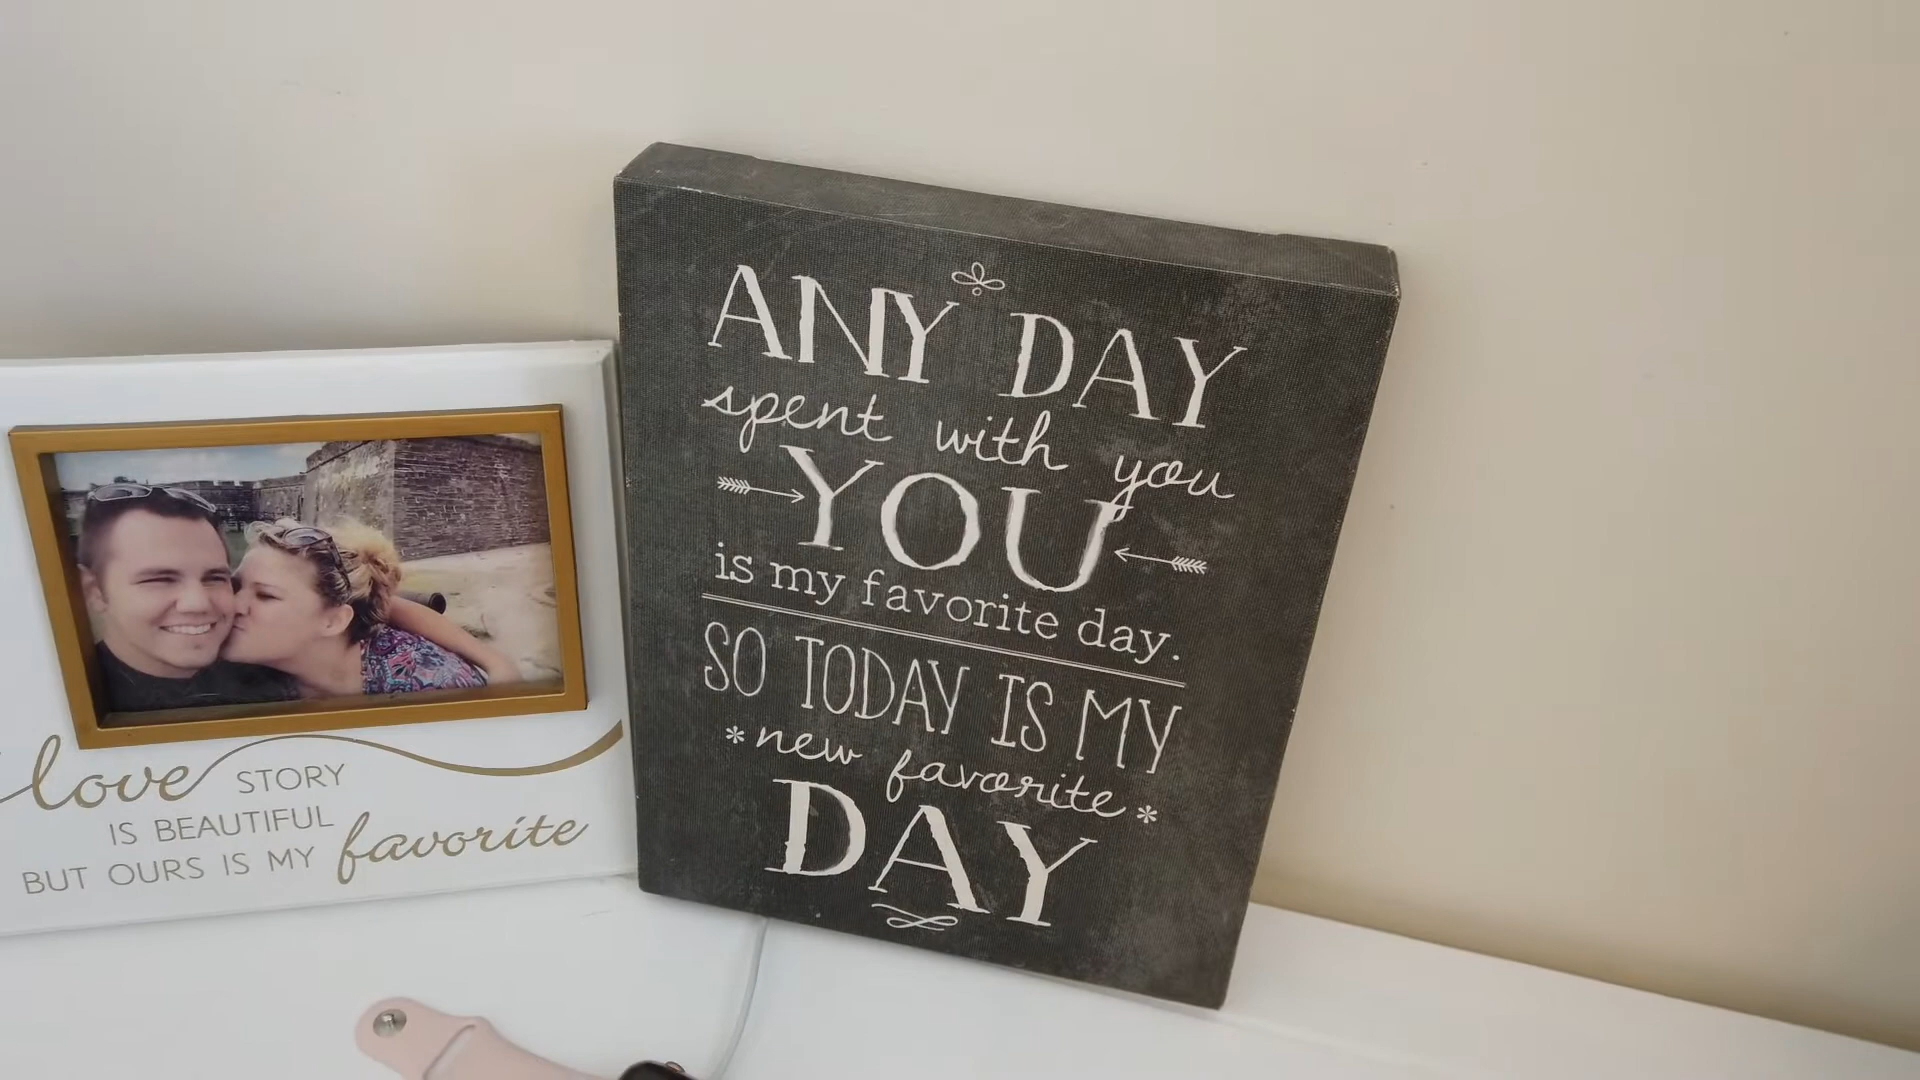 love STORY
IS BEAUTIFUL
BUT OURS IS MY favorite
ANY DAY
spent with you
YOU
is my favorite day.
SO TODAY IS MY
*new favorite*
DAY